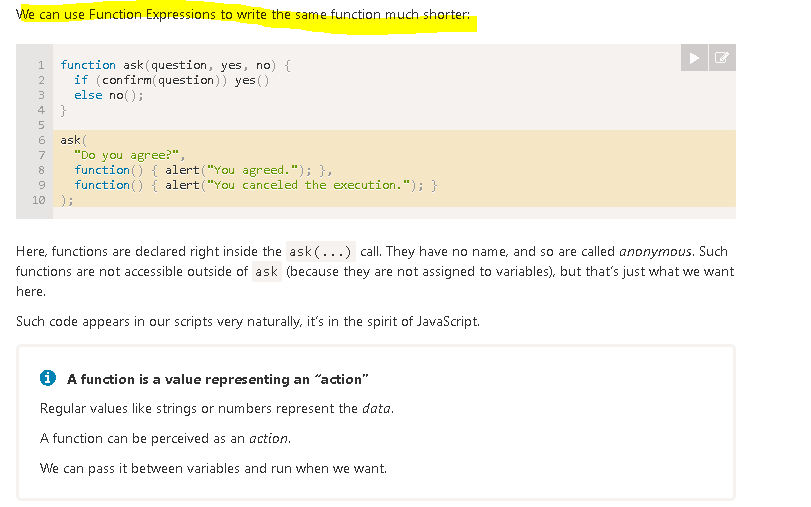 We can use Function Expressions to write the same function much shorter:
1 function ask(question, yes, no) {
2   if (confirm(question)) yes()
3   else no();
4 }
5
6 ask(
7   "Do you agree?",
8   function() { alert("You agreed."); },
9   function() { alert("You canceled the execution."); }
10 );
Here, functions are declared right inside the ask(...) call. They have no name, and so are called anonymous. Such
functions are not accessible outside of ask (because they are not assigned to variables), but that's just what we want
here.
Such code appears in our scripts very naturally, it's in the spirit of JavaScript.
A function is a value representing an “action”
Regular values like strings or numbers represent the data.
A function can be perceived as an action.
We can pass it between variables and run when we want.